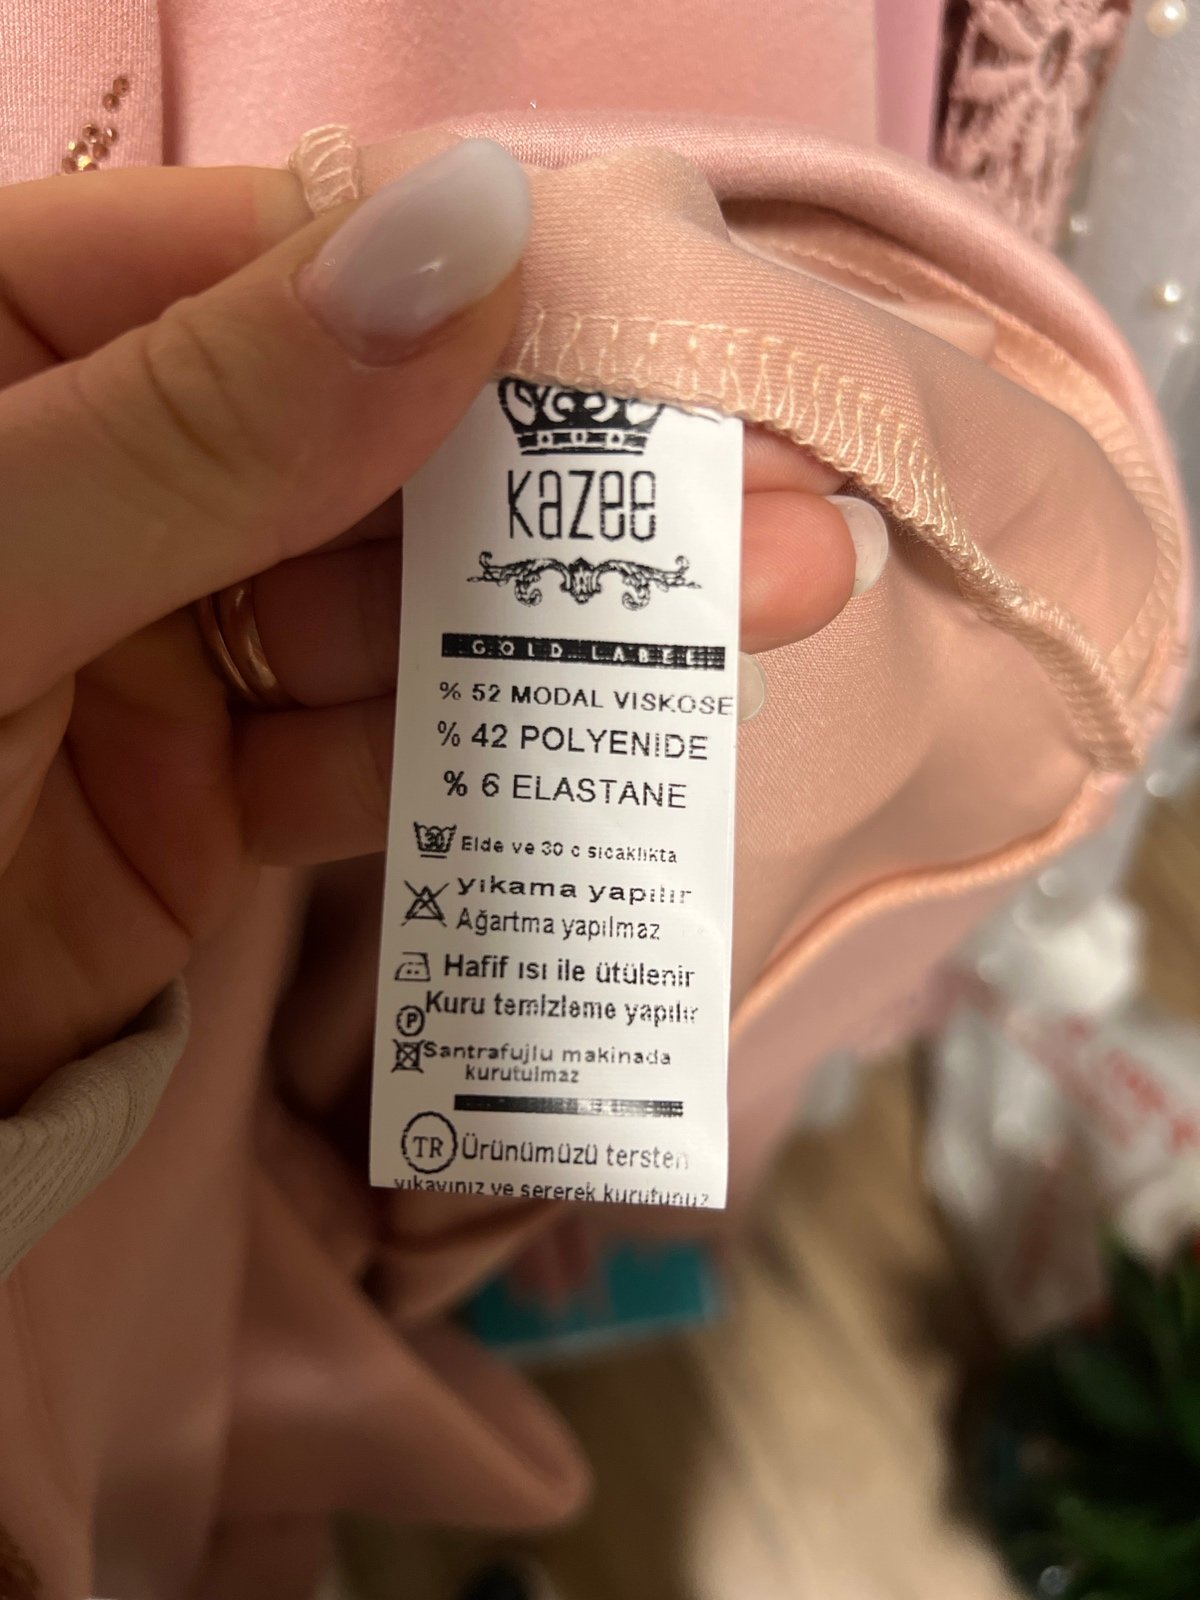 KAZEE
GOLD LABEL
% 52 MODAL VISKOSE
% 42 POLYENIDE
% 6 ELASTANE
30 Elde ve 30 c sıcaklıkta
yıkama yapılır
Ağartma yapılmaz
Hafif ısı ile ütülenir
Kuru temizleme yapılır
P
Santrafujlu makinada
kurutulmaz
TR Ürünümüzü tersten
yıkayınız ve sererek kurutunuz